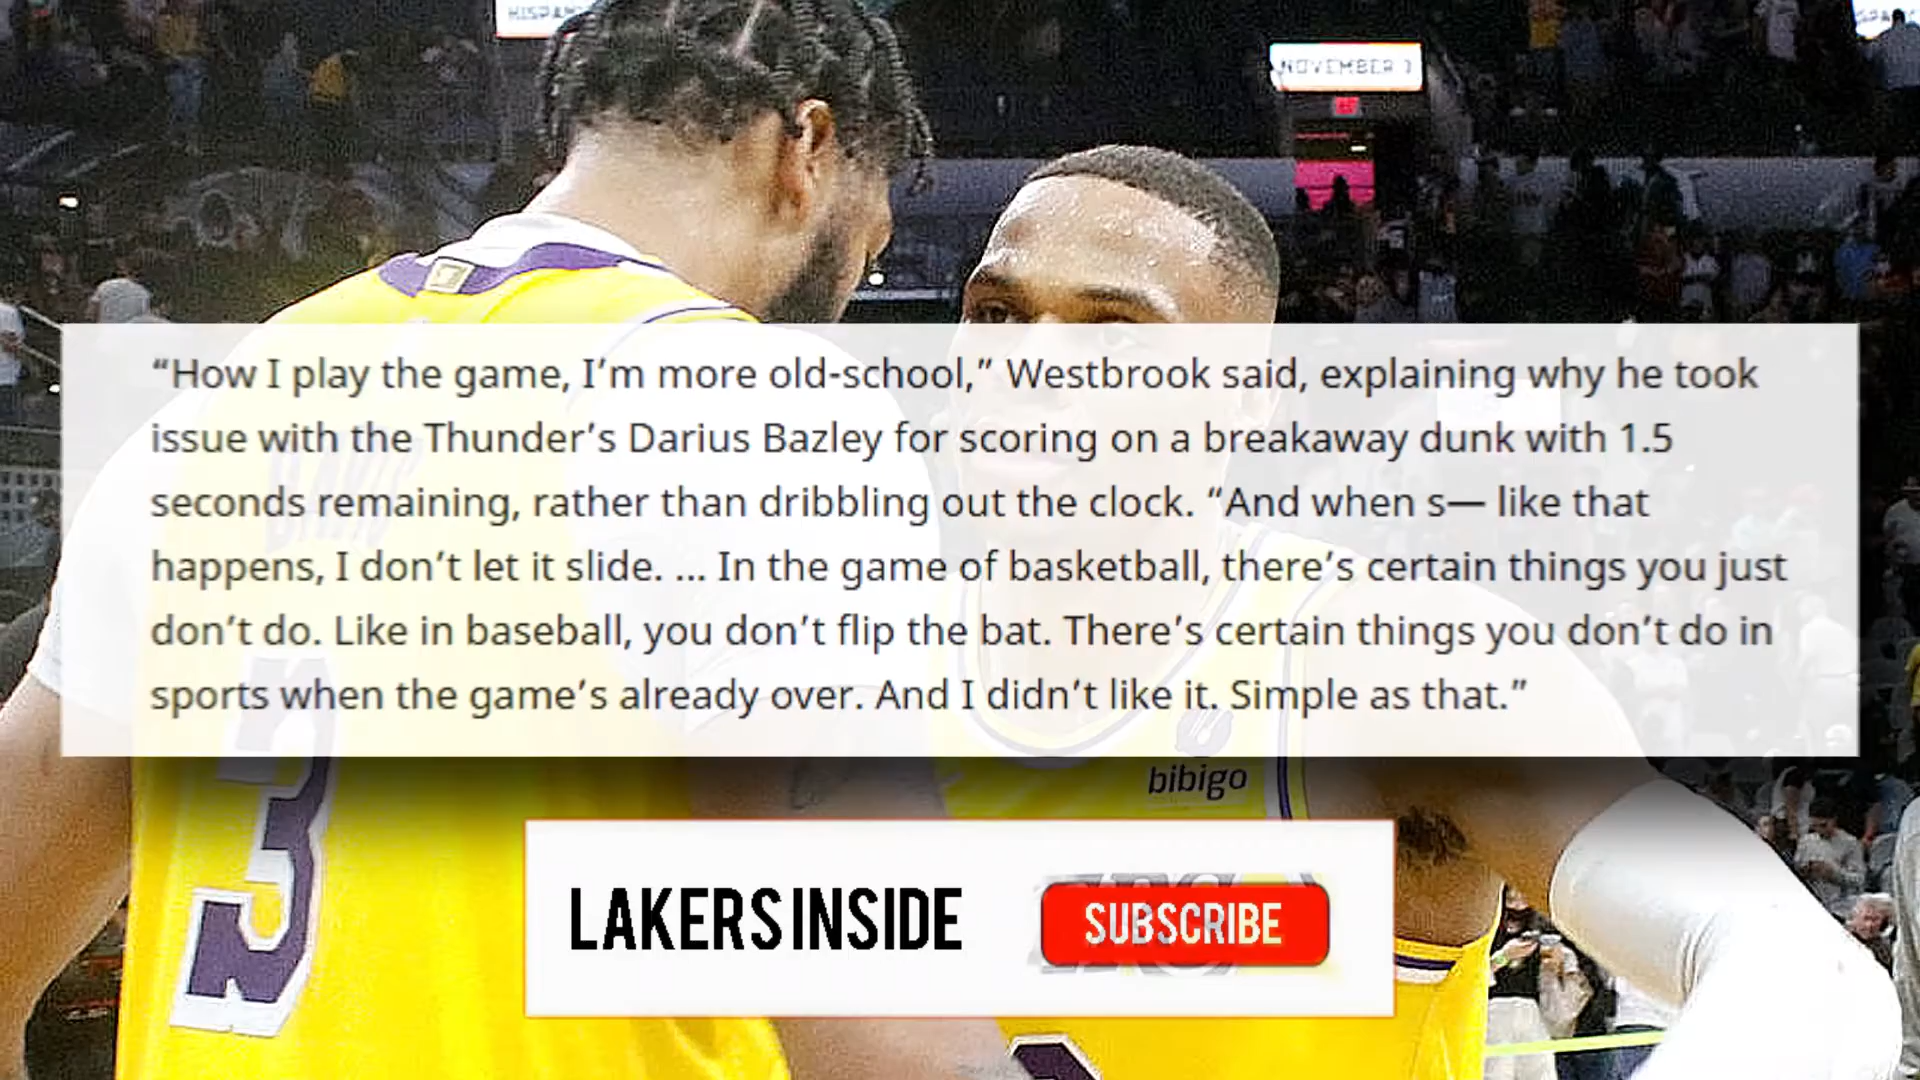 HISPANIC
NOVEMBER
“How I play the game, I’m more old-school,” Westbrook said, explaining why he took
issue with the Thunder’s Darius Bazley for scoring on a breakaway dunk with 1.5
seconds remaining, rather than dribbling out the clock. “And when s— like that
happens, I don’t let it slide. ... In the game of basketball, there’s certain things you just
don’t do. Like in baseball, you don’t flip the bat. There’s certain things you don’t do in
sports when the game’s already over. And I didn’t like it. Simple as that.”
bibigo
3
LAKERS INSIDE
SUBSCRIBE